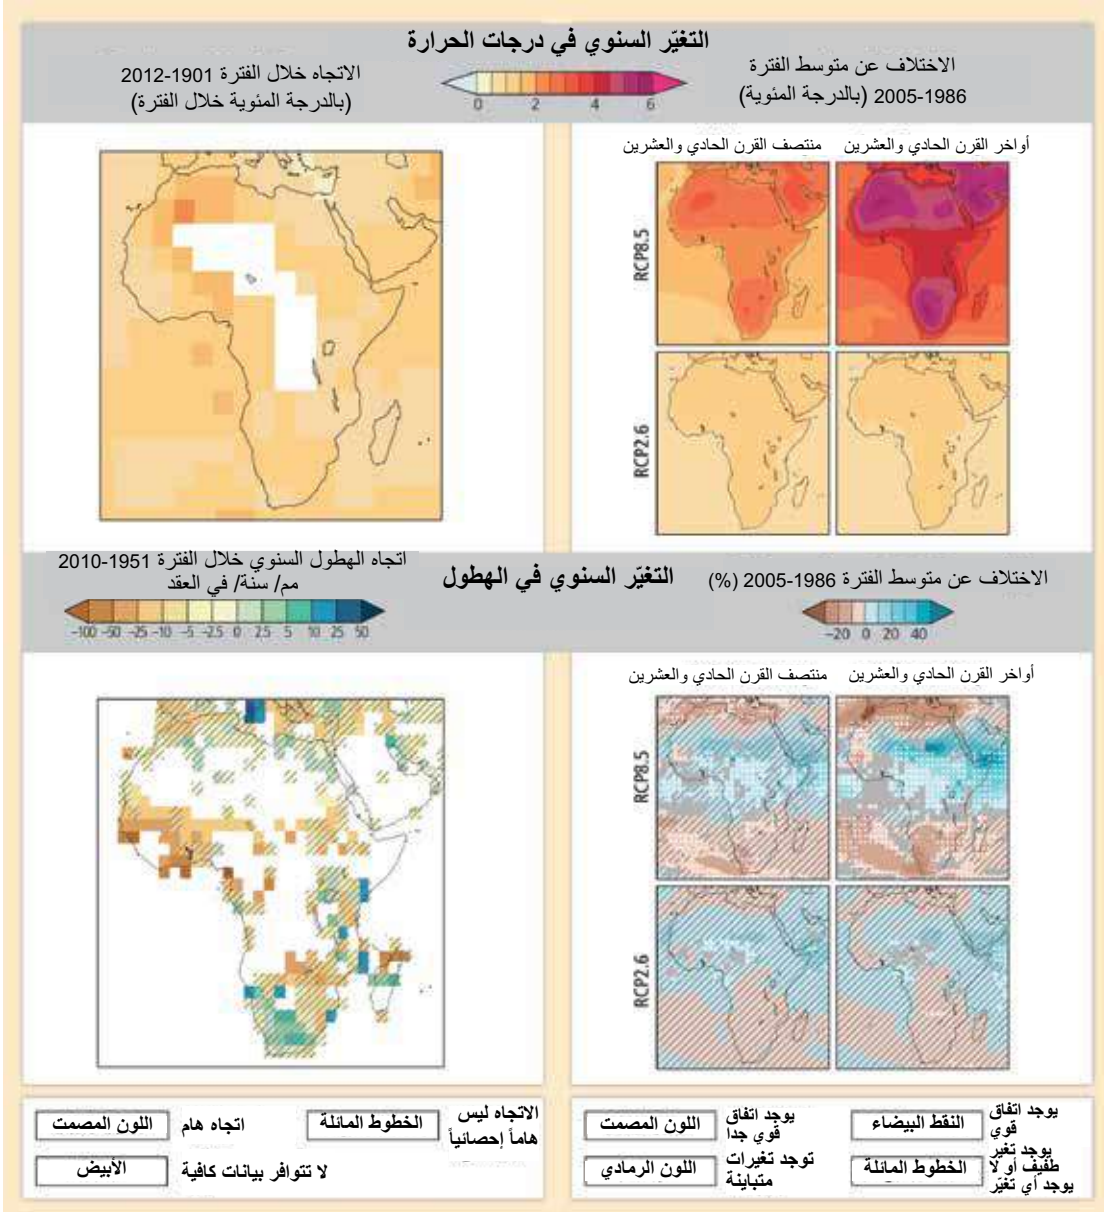 التغيّر السنوي في درجات الحرارة
الاختلاف عن متوسط الفترة
1986-2005 (بالدرجة المئوية)
0 2 4 6
الاتجاه خلال الفترة 1901-2012
(بالدرجة المئوية خلال الفترة)
أواخر القرن الحادي والعشرين
منتصف القرن الحادي والعشرين
RCP8.5
RCP2.6
التغيّر السنوي في الهطول
الاختلاف عن متوسط الفترة 1986-2005 (%)
−20 0 20 40
اتجاه الهطول السنوي خلال الفترة 1951-2010
مم/ سنة/ في العقد
−100 −50 −25 −10 −5 −2.5 0 2.5 5 10 25 50
أواخر القرن الحادي والعشرين
منتصف القرن الحادي والعشرين
RCP8.5
RCP2.6
يوجد اتفاق
قوي
النقط البيضاء
يوجد تغير
طفيف أو لا
يوجد أي تغيّر
الخطوط المائلة
يوجد اتفاق
قوي جدا
اللون المصمت
توجد تغيرات
متباينة
اللون الرمادي
الاتجاه ليس
هاماً إحصائياً
الخطوط المائلة
اتجاه هام
اللون المصمت
لا تتوافر بيانات كافية
الأبيض